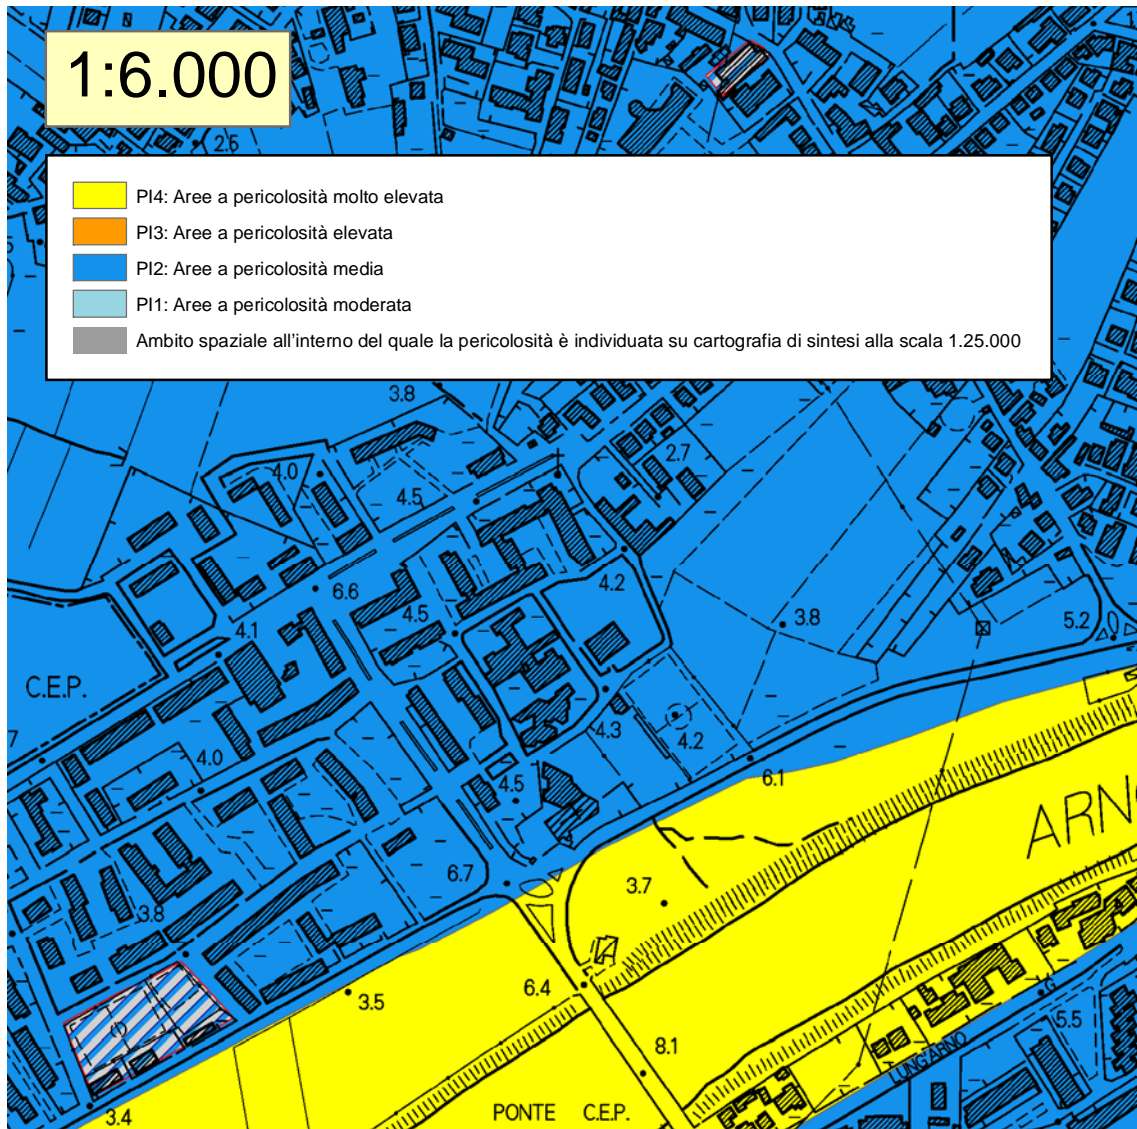 1:6.000
2.6
PI4: Aree a pericolosità molto elevata
PI3: Aree a pericolosità elevata
PI2: Aree a pericolosità media
PI1: Aree a pericolosità moderata
Ambito spaziale all'interno del quale la pericolosità è individuata su cartografia di sintesi alla scala 1.25.000
3.8
2.7
4.0
4.5
4.2
6.6
4.5
3.8
5.2
4.1
C.E.P.
4.3
4.2
4.0
4.5
6.1
ARNO
6.7
3.7
3.8
6.4
3.5
G
5.5
8.1
LUNGARNO
3.4
PONTE C.E.P.